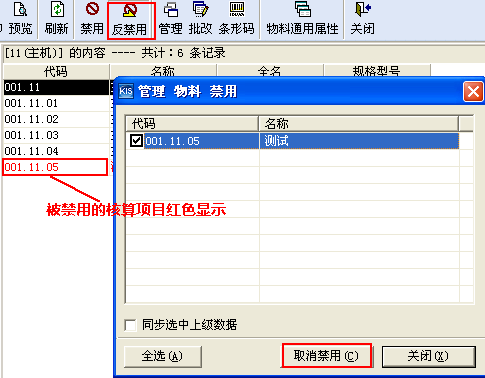 预览 刷新 禁用 反禁用 管理 批改 条形码 物料通用属性 关闭
[11(主机)] 的内容 ---- 共计:6 条记录
代码 名称 全名 规格型号
001.11
001.11.01
001.11.02
001.11.03
001.11.04
001.11.05
被禁用的核算项目红色显示
KIS 管理 物料 禁用
代码 名称
001.11.05 测试
同步选中上级数据
全选(A) 取消禁用(C) 关闭(X)